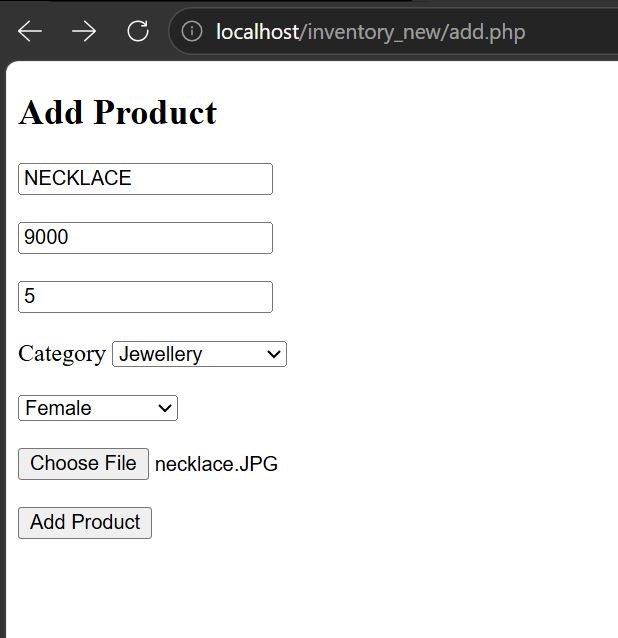 localhost/inventory_new/add.php
Add Product
NECKLACE
9000
5
Category Jewellery
Female
Choose File necklace.JPG
Add Product